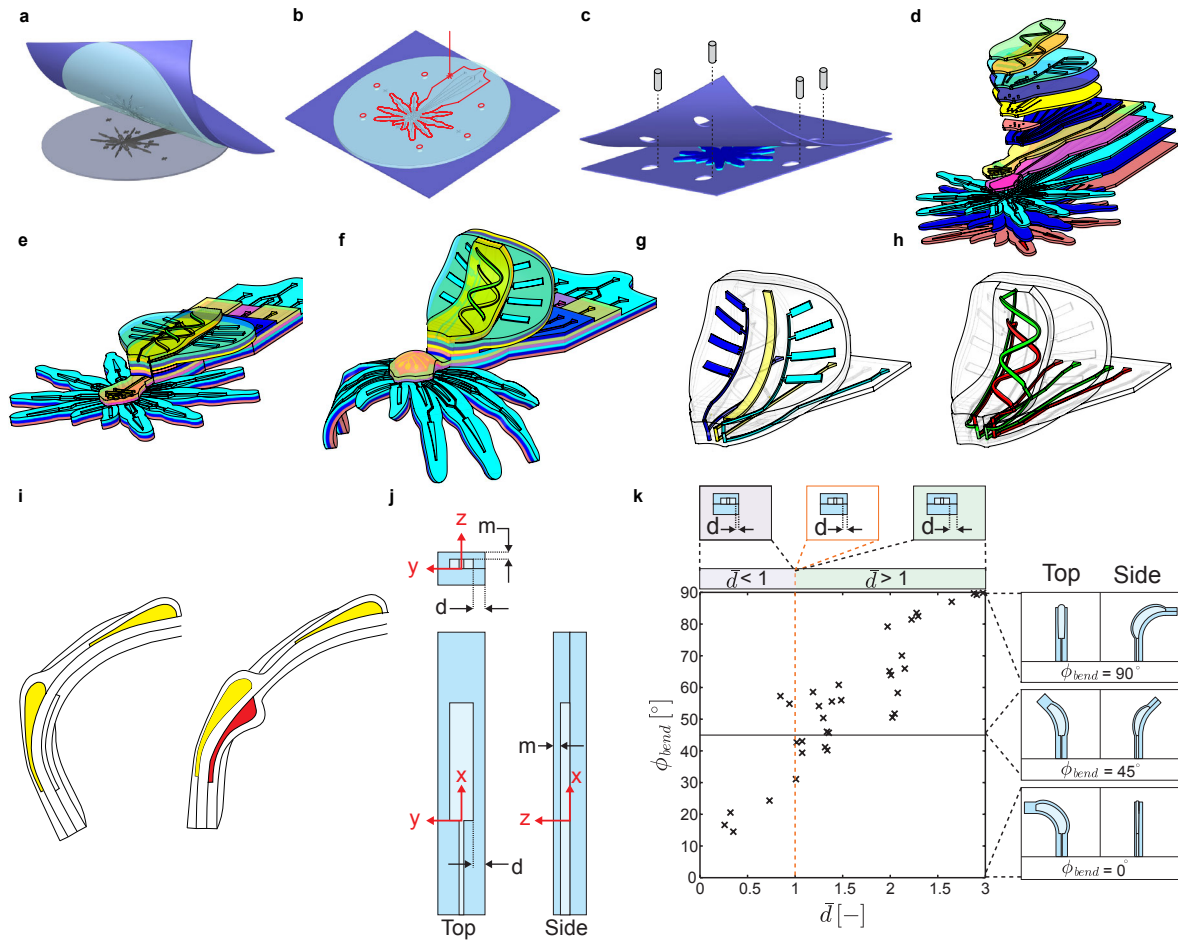 a
b
c
d
e
f
g
h
i
j
k
z
m
y
d
m
x
y
x
z
d
Top
Side
d
d
d
d̄ < 1
d̄ > 1
ϕbend [°]
90
80
70
60
50
40
30
20
10
0
0
0.5
1
1.5
2
2.5
3
d̄ [−]
Top
Side
ϕbend = 90°
ϕbend = 45°
ϕbend = 0°